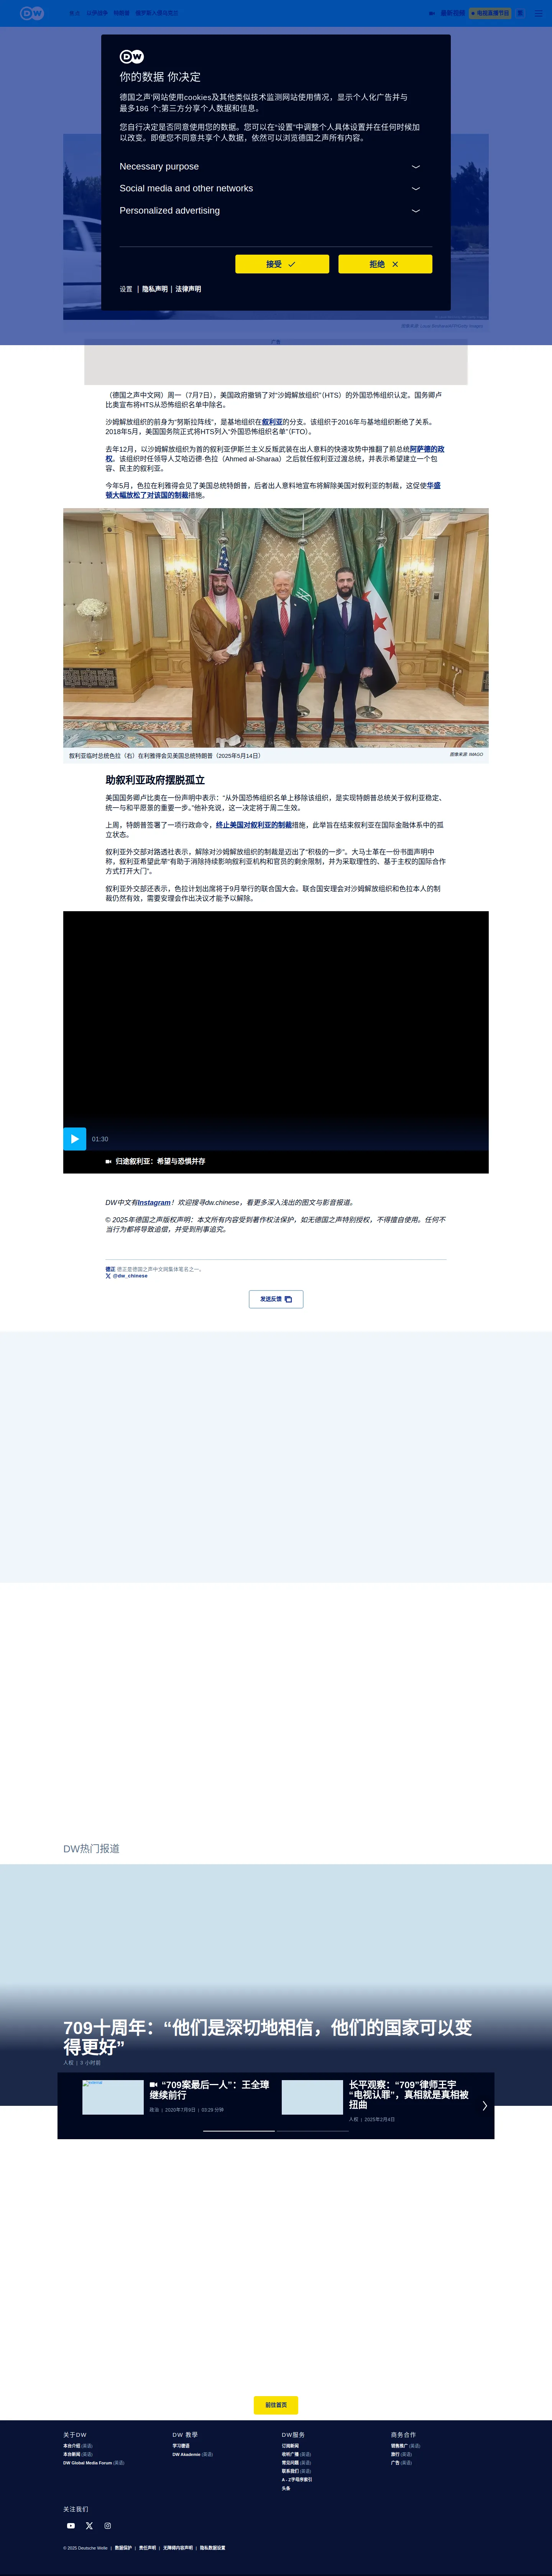 DW
最新视频
电视直播节目
DW
你的数据 你决定
德国之声’网站使用cookies及其他类似技术监测网站使用情况，显示个人化广告并与
最多186 个;第三方分享个人数据和信息。
您自行决定是否同意使用您的数据。您可以在“设置”中调整个人具体设置并在任何时候加
以改变。即便您不同意共享个人数据，依然可以浏览德国之声所有内容。
Necessary purpose
Social media and other networks
Personalized advertising
接受
拒绝
设置 | 隐私声明 | 法律声明
广告
（德国之声中文网）周一（7月7日），美国政府撤销了对“沙姆解放组织”（HTS）的外国恐怖组织认定。国务卿卢
比奥宣布将HTS从恐怖组织名单中除名。
沙姆解放组织的前身为“努斯拉阵线”，是基地组织在叙利亚的分支。该组织于2016年与基地组织断绝了关系。
2018年5月，美国国务院正式将HTS列入“外国恐怖组织名单”（FTO）。
去年12月，以沙姆解放组织为首的叙利亚伊斯兰主义反叛武装在出人意料的快速攻势中推翻了前总统阿萨德的政
权。该组织时任领导人艾哈迈德·色拉（Ahmed al-Sharaa）之后就任叙利亚过渡总统，并表示希望建立一个包
容、民主的叙利亚。
今年5月，色拉在利雅得会见了美国总统特朗普，后者出人意料地宣布将解除美国对叙利亚的制裁，这促使华盛
顿大幅放松了对该国的制裁措施。
叙利亚临时总统色拉（右）在利雅得会见美国总统特朗普（2025年5月14日）
图像来源: IMAGO
助叙利亚政府摆脱孤立
美国国务卿卢比奥在一份声明中表示：“从外国恐怖组织名单上移除该组织，是实现特朗普总统关于叙利亚稳定、
统一与和平愿景的重要一步。”他补充说，这一决定将于周二生效。
上周，特朗普签署了一项行政命令，终止美国对叙利亚的制裁措施，此举旨在结束叙利亚在国际金融体系中的孤
立状态。
叙利亚外交部对路透社表示，解除对沙姆解放组织的制裁是迈出了“积极的一步”。大马士革在一份书面声明中
称，叙利亚希望此举“有助于消除持续影响叙利亚机构和官员的剩余限制，并为采取理性的、基于主权的国际合作
方式打开大门”。
叙利亚外交部还表示，色拉计划出席将于9月举行的联合国大会。联合国安理会对沙姆解放组织和色拉本人的制
裁仍然有效，需要安理会作出决议才能予以解除。
01:30
归途叙利亚：希望与恐惧并存
DW中文有Instagram！欢迎搜寻dw.chinese，看更多深入浅出的图文与影音报道。
© 2025年德国之声版权声明：本文所有内容受到著作权法保护，如无德国之声特别授权，不得擅自使用。任何不
当行为都将导致追偿，并受到刑事追究。
德正 德正是德国之声中文网集体笔名之一。
@dw_chinese
发送反馈
DW热门报道
709十周年：“他们是深切地相信，他们的国家可以变
得更好”
人权 | 3 小时前
“709案最后一人”：王全璋
继续前行
政治 | 2020年7月9日 | 03:29 分钟
长平观察：“709”律师王宇
“电视认罪”，真相就是真相被
扭曲
人权 | 2025年2月4日
前往首页
关于DW
本台介绍 (英语)
本台新闻 (英语)
DW Global Media Forum (英语)
DW 教学
学习德语
DW Akademie (英语)
DW服务
订阅新闻
收听广播 (英语)
常见问题 (英语)
联系我们 (英语)
A - Z字母序索引
头条
商务合作
销售推广 (英语)
旅行 (英语)
广告 (英语)
关注我们
© 2025 Deutsche Welle | 数据保护 | 责任声明 | 无障碍内容声明 | 隐私数据设置